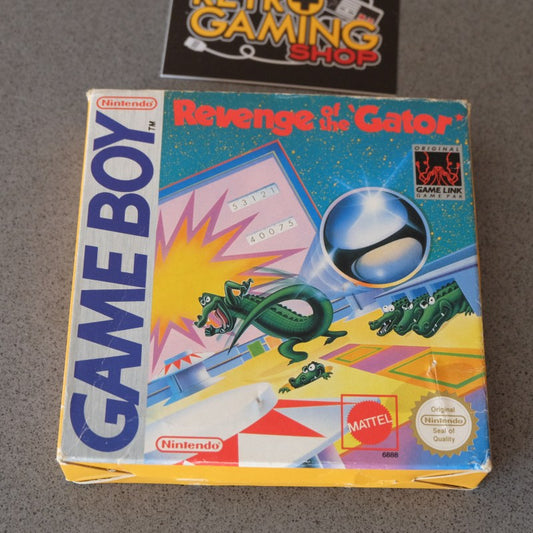 RETRO
GAMING
SHOP
Nintendo
GAME BOY
TM
Revenge of the 'Gator
ORIGINAL
GAME LINK
GAME PAK
53121
40075
Nintendo
MATTEL
6888
Original
Nintendo
Seal of
Quality